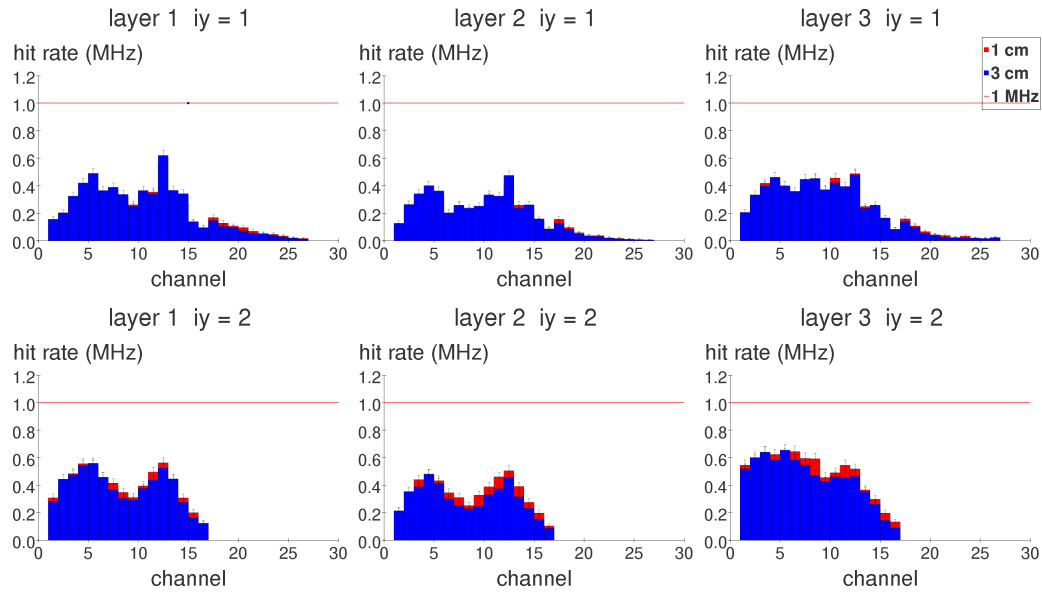 layer 1 iy = 1
hit rate (MHz)
1.2
1.0
0.8
0.6
0.4
0.2
0.0
0 5 10 15 20 25 30
channel
layer 2 iy = 1
hit rate (MHz)
1.2
1.0
0.8
0.6
0.4
0.2
0.0
0 5 10 15 20 25 30
channel
layer 3 iy = 1
hit rate (MHz)
1 cm
3 cm
1 MHz
1.2
1.0
0.8
0.6
0.4
0.2
0.0
0 5 10 15 20 25 30
channel
layer 1 iy = 2
hit rate (MHz)
1.2
1.0
0.8
0.6
0.4
0.2
0.0
0 5 10 15 20 25 30
channel
layer 2 iy = 2
hit rate (MHz)
1.2
1.0
0.8
0.6
0.4
0.2
0.0
0 5 10 15 20 25 30
channel
layer 3 iy = 2
hit rate (MHz)
1.2
1.0
0.8
0.6
0.4
0.2
0.0
0 5 10 15 20 25 30
channel